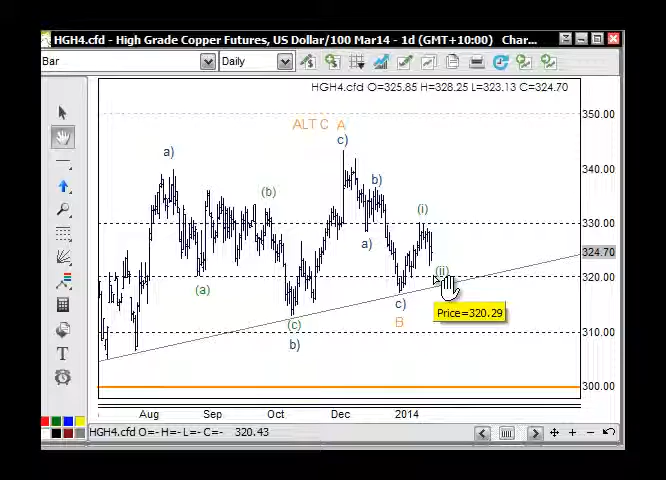 HGH4.cfd - High Grade Copper Futures, US Dollar/100 Mar14 - 1d (GMT+10:00) Char...
Bar Daily
HGH4.cfd O=325.85 H=328.25 L=323.13 C=324.70
350.00
ALT C A
c)
a) b)
340.00
(b) (i)
330.00
a)
324.70
(ii)
320.00
(a)
c)
Price=320.29
B
(c)
310.00
b)
300.00
T
Aug Sep Oct Dec 2014
HGH4.cfd O=- H=- L=- C=- 320.43